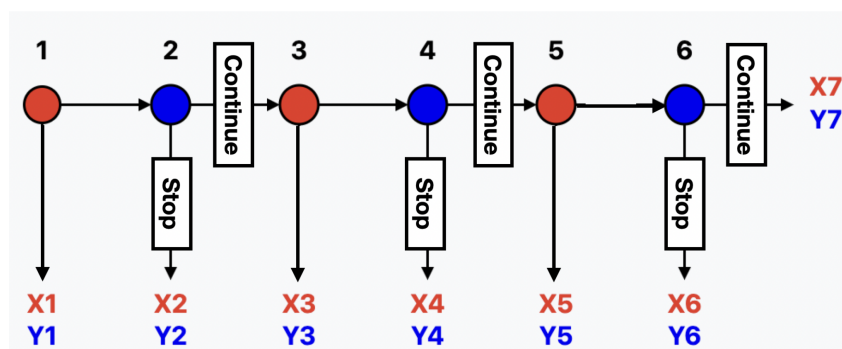 1 2 3 4 5 6
Continue Continue Continue
X7
Y7
Stop Stop Stop
X1 X2 X3 X4 X5 X6
Y1 Y2 Y3 Y4 Y5 Y6